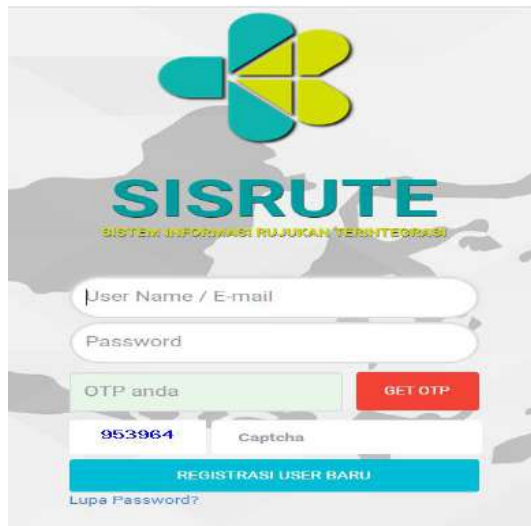 SISRUTE
SISTEM INFORMASI RUJUKAN TERINTEGRASI
User Name / E-mail
Password
OTP anda GET OTP
953964 Captcha
REGISTRASI USER BARU
Lupa Password?